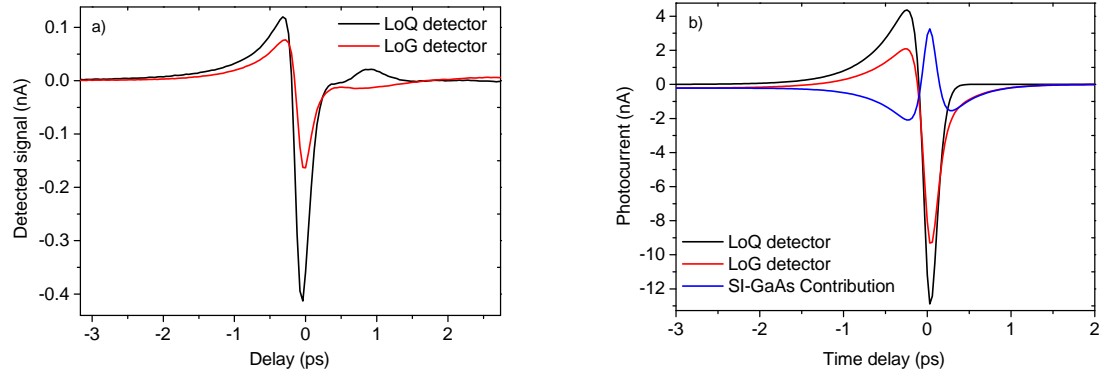 a)
LoQ detector
LoG detector
0.1
0.0
-0.1
-0.2
-0.3
-0.4
Detected signal (nA)
-3
-2
-1
0
1
2
Delay (ps)
b)
4
2
0
-2
-4
-6
-8
-10
-12
Photocurrent (nA)
LoQ detector
LoG detector
SI-GaAs Contribution
-3
-2
-1
0
1
2
Time delay (ps)